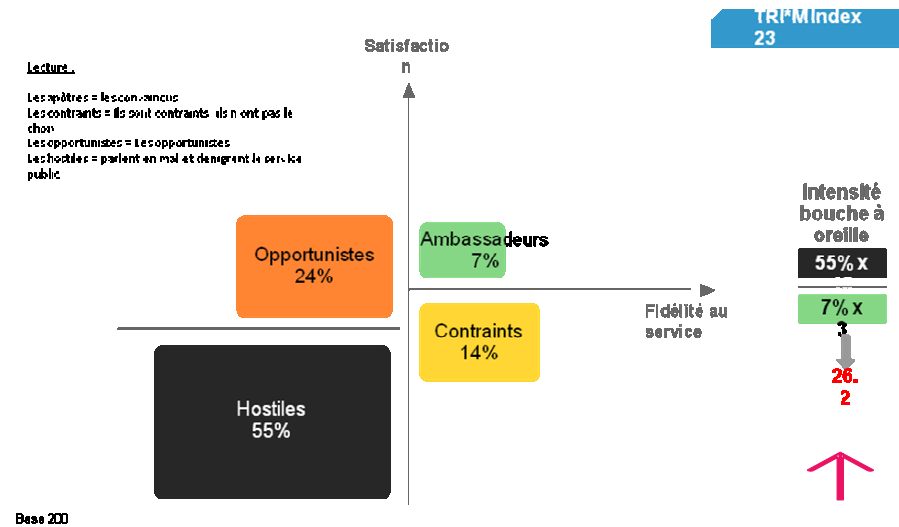 TRI*M Index
23
Satisfactio
n
Lecture :
Les apôtres = les convaincus
Les contraints = Ils sont contraints ils n ont pas le
choix
Les opportunistes = Les opportunistes
Les hostiles = parlent en mal et dénigrent le service
public
Intensité
bouche à
oreille
55% x
7% x
3
26.
2
Opportunistes
24%
Ambassadeurs
7%
Fidélité au
service
Contraints
14%
Hostiles
55%
Base 200